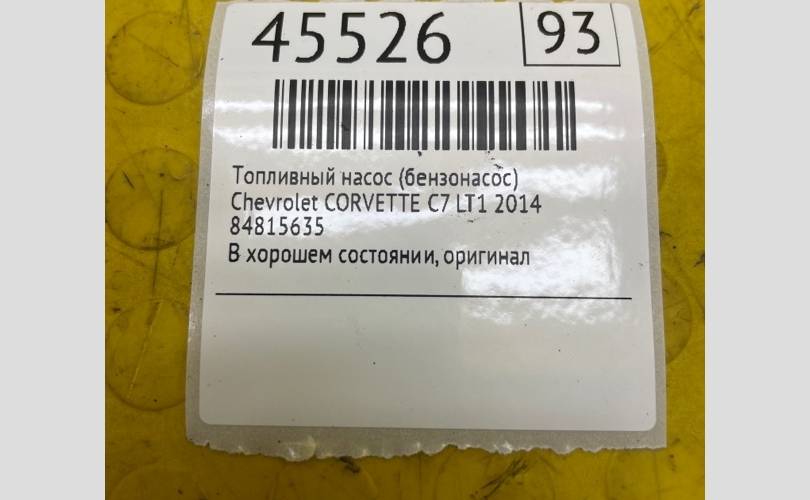 45526 93
Топливный насос (бензонасос)
Chevrolet CORVETTE C7 LT1 2014
84815635
В хорошем состоянии, оригинал